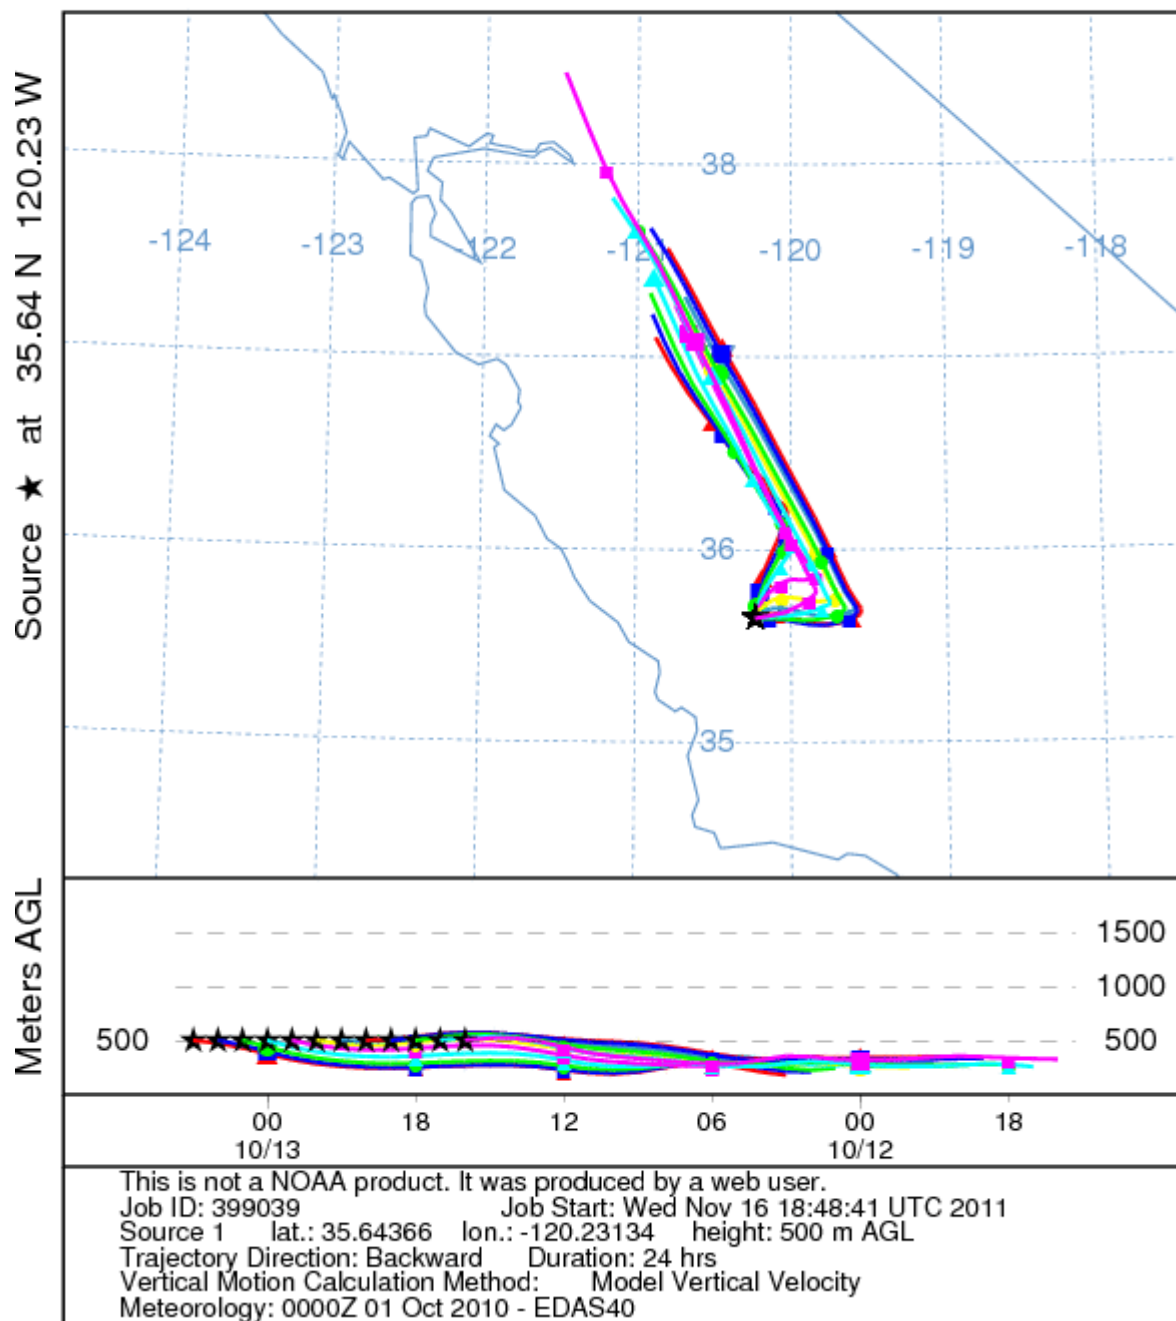 Source ★ at 35.64 N 120.23 W
38
-124
-123
-122
-121
-120
-119
-118
36
35
Meters AGL
1500
1000
500
500
00
18
12
06
00
18
10/13
10/12
This is not a NOAA product. It was produced by a web user.
Job ID: 399039 Job Start: Wed Nov 16 18:48:41 UTC 2011
Source 1 lat.: 35.64366 lon.: -120.23134 height: 500 m AGL
Trajectory Direction: Backward Duration: 24 hrs
Vertical Motion Calculation Method: Model Vertical Velocity
Meteorology: 0000Z 01 Oct 2010 - EDAS40